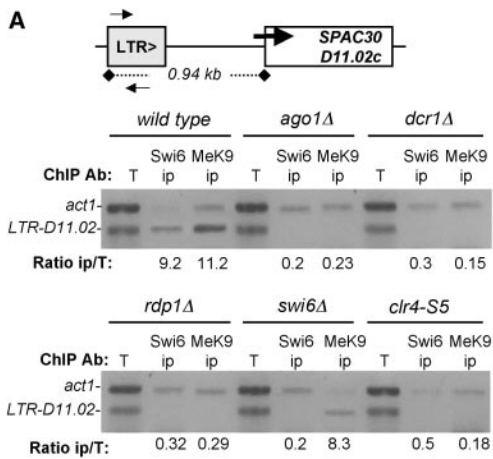 A
LTR>
SPAC30
D11.02c
0.94 kb
wild type ago1Δ dcr1Δ
Swi6 MeK9 Swi6 MeK9 Swi6 MeK9
ChIP Ab: T ip ip T ip ip T ip ip
act1-
LTR-D11.02-
Ratio ip/T: 9.2 11.2 0.2 0.23 0.3 0.15
rdp1Δ swi6Δ clr4-S5
Swi6 MeK9 Swi6 MeK9 Swi6 MeK9
ChIP Ab: T ip ip T ip ip T ip ip
act1-
LTR-D11.02-
Ratio ip/T: 0.32 0.29 0.2 8.3 0.5 0.18